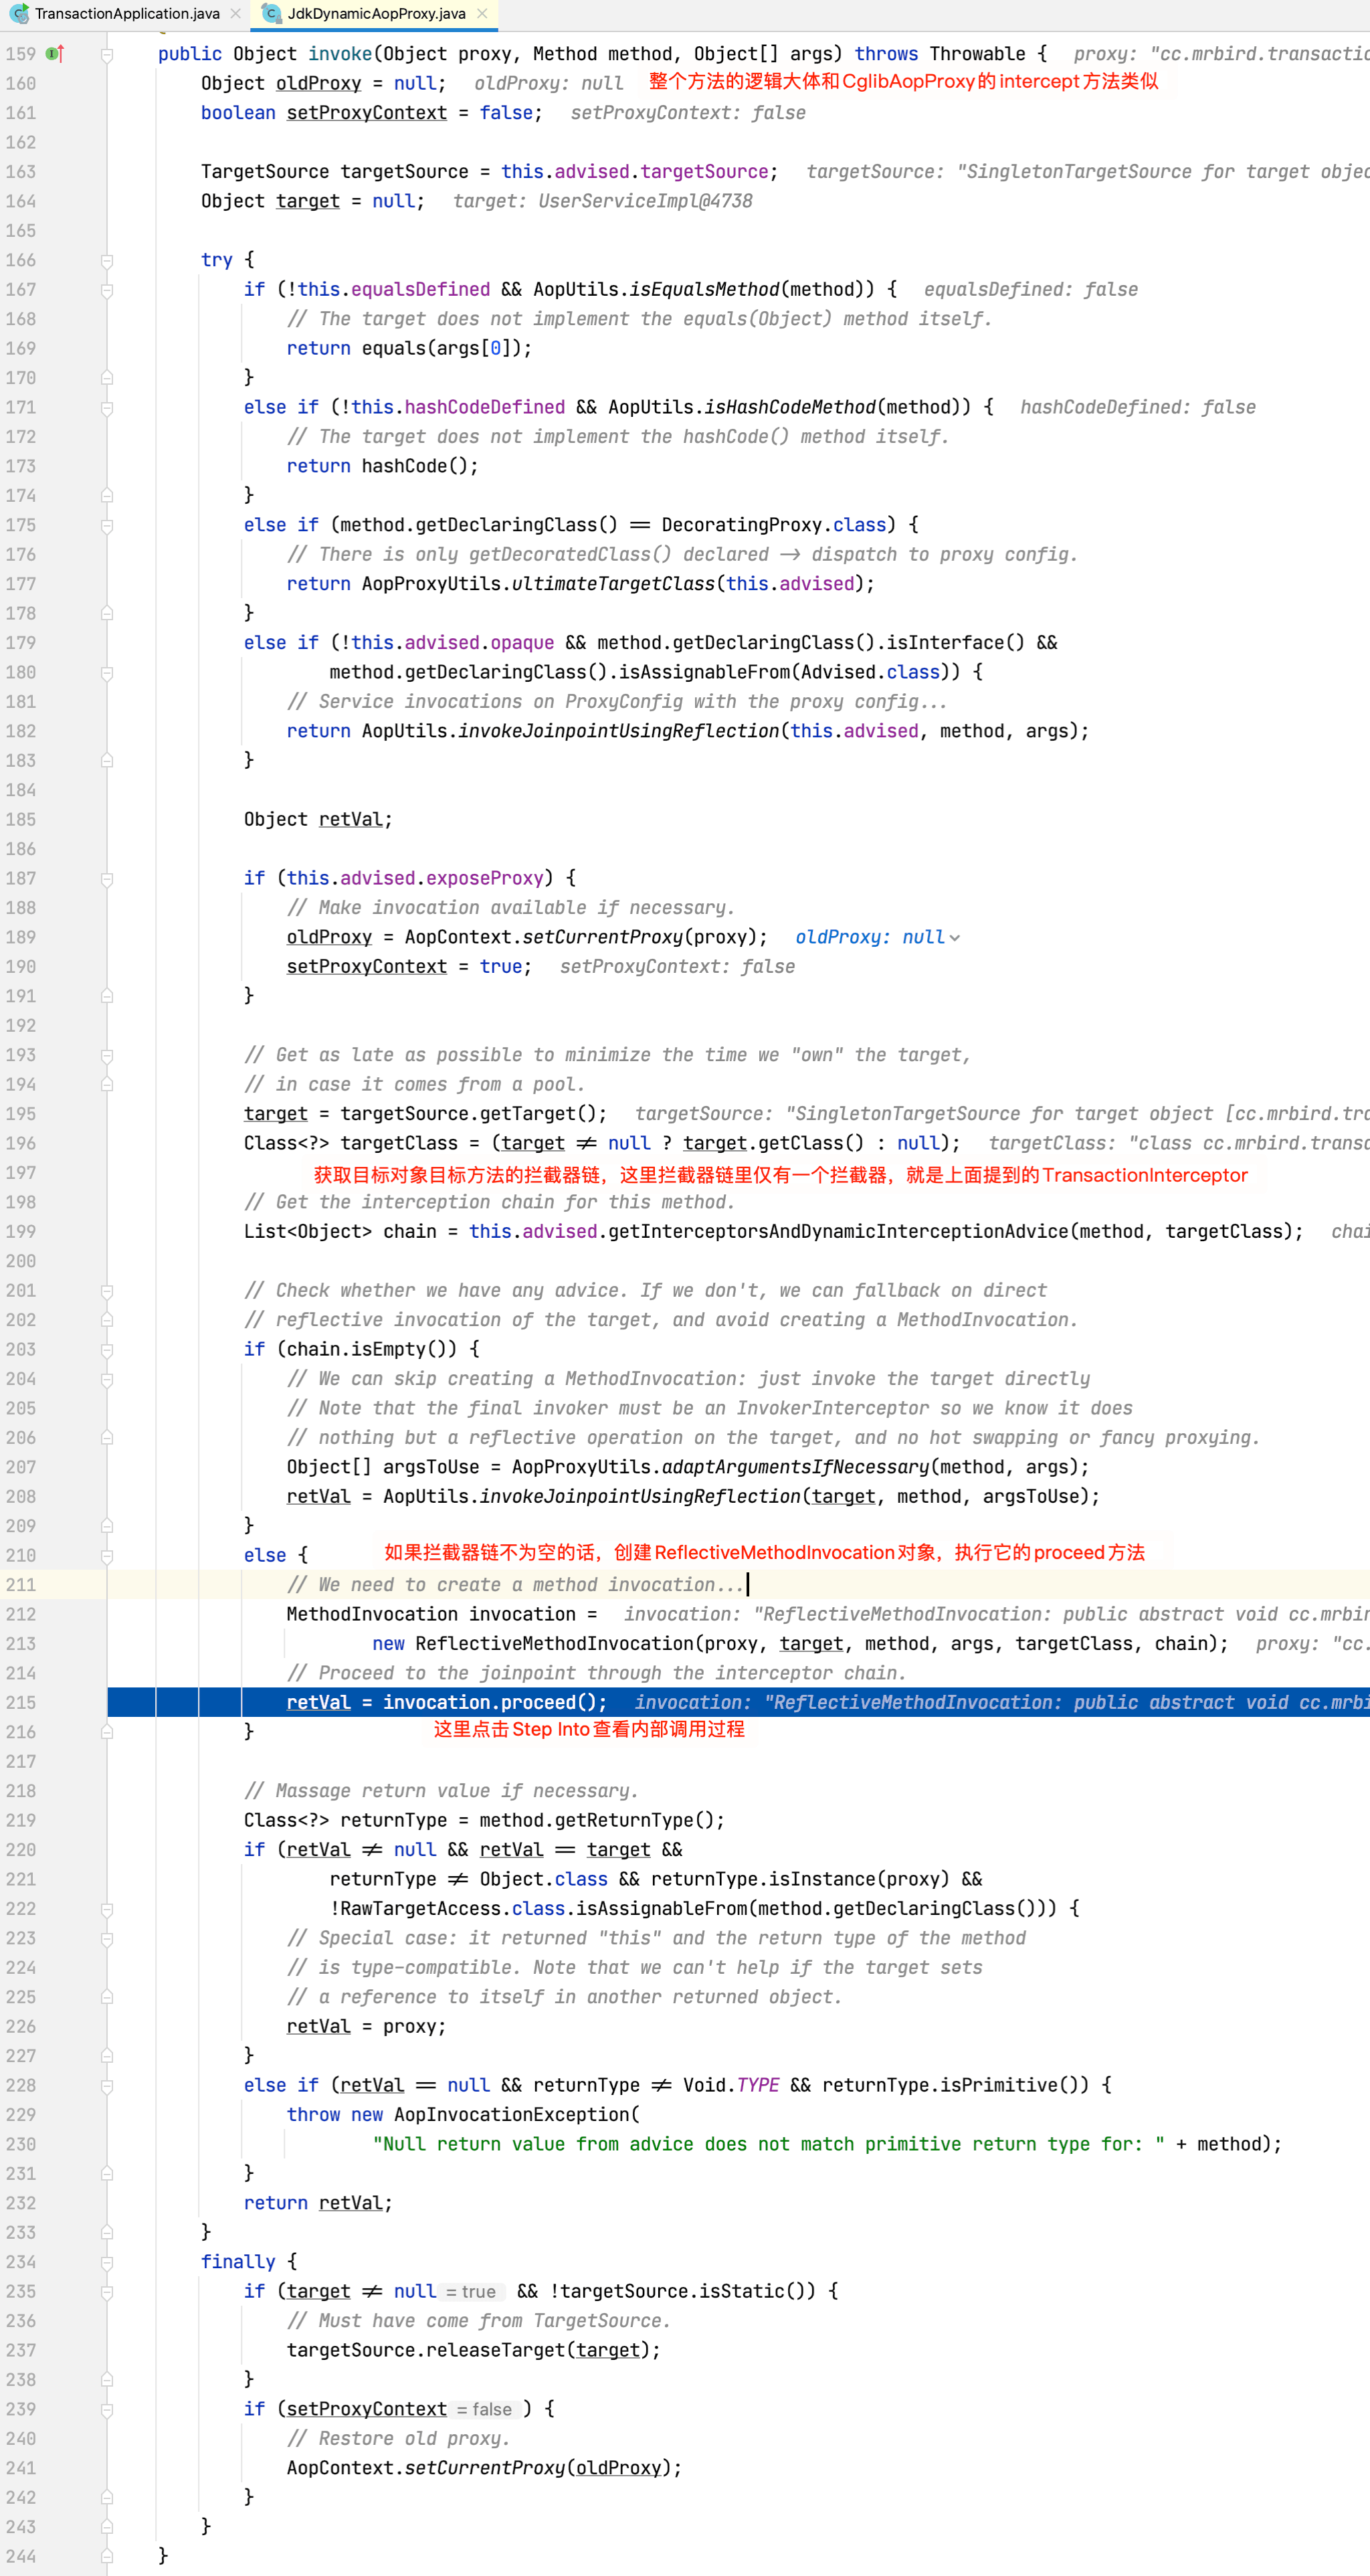 TransactionApplication.java JdkDynamicAopProxy.java
159 public Object invoke(Object proxy, Method method, Object[] args) throws Throwable { proxy: "cc.mrbird.transactio
160 Object oldProxy = null; oldProxy: null 整个方法的逻辑大体和CglibAopProxy的intercept方法类似
161 boolean setProxyContext = false; setProxyContext: false
162
163 TargetSource targetSource = this.advised.targetSource; targetSource: "SingletonTargetSource for target objec
164 Object target = null; target: UserServiceImpl@4738
165
166 try {
167 if (!this.equalsDefined && AopUtils.isEqualsMethod(method)) { equalsDefined: false
168 // The target does not implement the equals(Object) method itself.
169 return equals(args[0]);
170 }
171 else if (!this.hashCodeDefined && AopUtils.isHashCodeMethod(method)) { hashCodeDefined: false
172 // The target does not implement the hashCode() method itself.
173 return hashCode();
174 }
175 else if (method.getDeclaringClass() == DecoratingProxy.class) {
176 // There is only getDecoratedClass() declared -> dispatch to proxy config.
177 return AopProxyUtils.ultimateTargetClass(this.advised);
178 }
179 else if (!this.advised.opaque && method.getDeclaringClass().isInterface() &&
180 method.getDeclaringClass().isAssignableFrom(Advised.class)) {
181 // Service invocations on ProxyConfig with the proxy config...
182 return AopUtils.invokeJoinpointUsingReflection(this.advised, method, args);
183 }
184
185 Object retVal;
186
187 if (this.advised.exposeProxy) {
188 // Make invocation available if necessary.
189 oldProxy = AopContext.setCurrentProxy(proxy); oldProxy: null
190 setProxyContext = true; setProxyContext: false
191 }
192
193 // Get as late as possible to minimize the time we "own" the target,
194 // in case it comes from a pool.
195 target = targetSource.getTarget(); targetSource: "SingletonTargetSource for target object [cc.mrbird.tra
196 Class<?> targetClass = (target != null ? target.getClass() : null); targetClass: "class cc.mrbird.transa
197 获取目标对象目标方法的拦截器链，这里拦截器链里仅有一个拦截器，就是上面提到的TransactionInterceptor
198 // Get the interception chain for this method.
199 List<Object> chain = this.advised.getInterceptorsAndDynamicInterceptionAdvice(method, targetClass); chai
200
201 // Check whether we have any advice. If we don't, we can fallback on direct
202 // reflective invocation of the target, and avoid creating a MethodInvocation.
203 if (chain.isEmpty()) {
204 // We can skip creating a MethodInvocation: just invoke the target directly
205 // Note that the final invoker must be an InvokerInterceptor so we know it does
206 // nothing but a reflective operation on the target, and no hot swapping or fancy proxying.
207 Object[] argsToUse = AopProxyUtils.adaptArgumentsIfNecessary(method, args);
208 retVal = AopUtils.invokeJoinpointUsingReflection(target, method, argsToUse);
209 }
210 else { 如果拦截器链不为空的话，创建ReflectiveMethodInvocation对象，执行它的proceed方法
211 // We need to create a method invocation...
212 MethodInvocation invocation = invocation: "ReflectiveMethodInvocation: public abstract void cc.mrbir
213 new ReflectiveMethodInvocation(proxy, target, method, args, targetClass, chain); proxy: "cc.
214 // Proceed to the joinpoint through the interceptor chain.
215 retVal = invocation.proceed(); invocation: "ReflectiveMethodInvocation: public abstract void cc.mrbi
216 } 这里点击Step Into查看内部调用过程
217
218 // Massage return value if necessary.
219 Class<?> returnType = method.getReturnType();
220 if (retVal != null && retVal == target &&
221 returnType != Object.class && returnType.isInstance(proxy) &&
222 !RawTargetAccess.class.isAssignableFrom(method.getDeclaringClass())) {
223 // Special case: it returned "this" and the return type of the method
224 // is type-compatible. Note that we can't help if the target sets
225 // a reference to itself in another returned object.
226 retVal = proxy;
227 }
228 else if (retVal == null && returnType != Void.TYPE && returnType.isPrimitive()) {
229 throw new AopInvocationException(
230 "Null return value from advice does not match primitive return type for: " + method);
231 }
232 return retVal;
233 }
234 finally {
235 if (target != null = true && !targetSource.isStatic()) {
236 // Must have come from TargetSource.
237 targetSource.releaseTarget(target);
238 }
239 if (setProxyContext = false ) {
240 // Restore old proxy.
241 AopContext.setCurrentProxy(oldProxy);
242 }
243 }
244 }